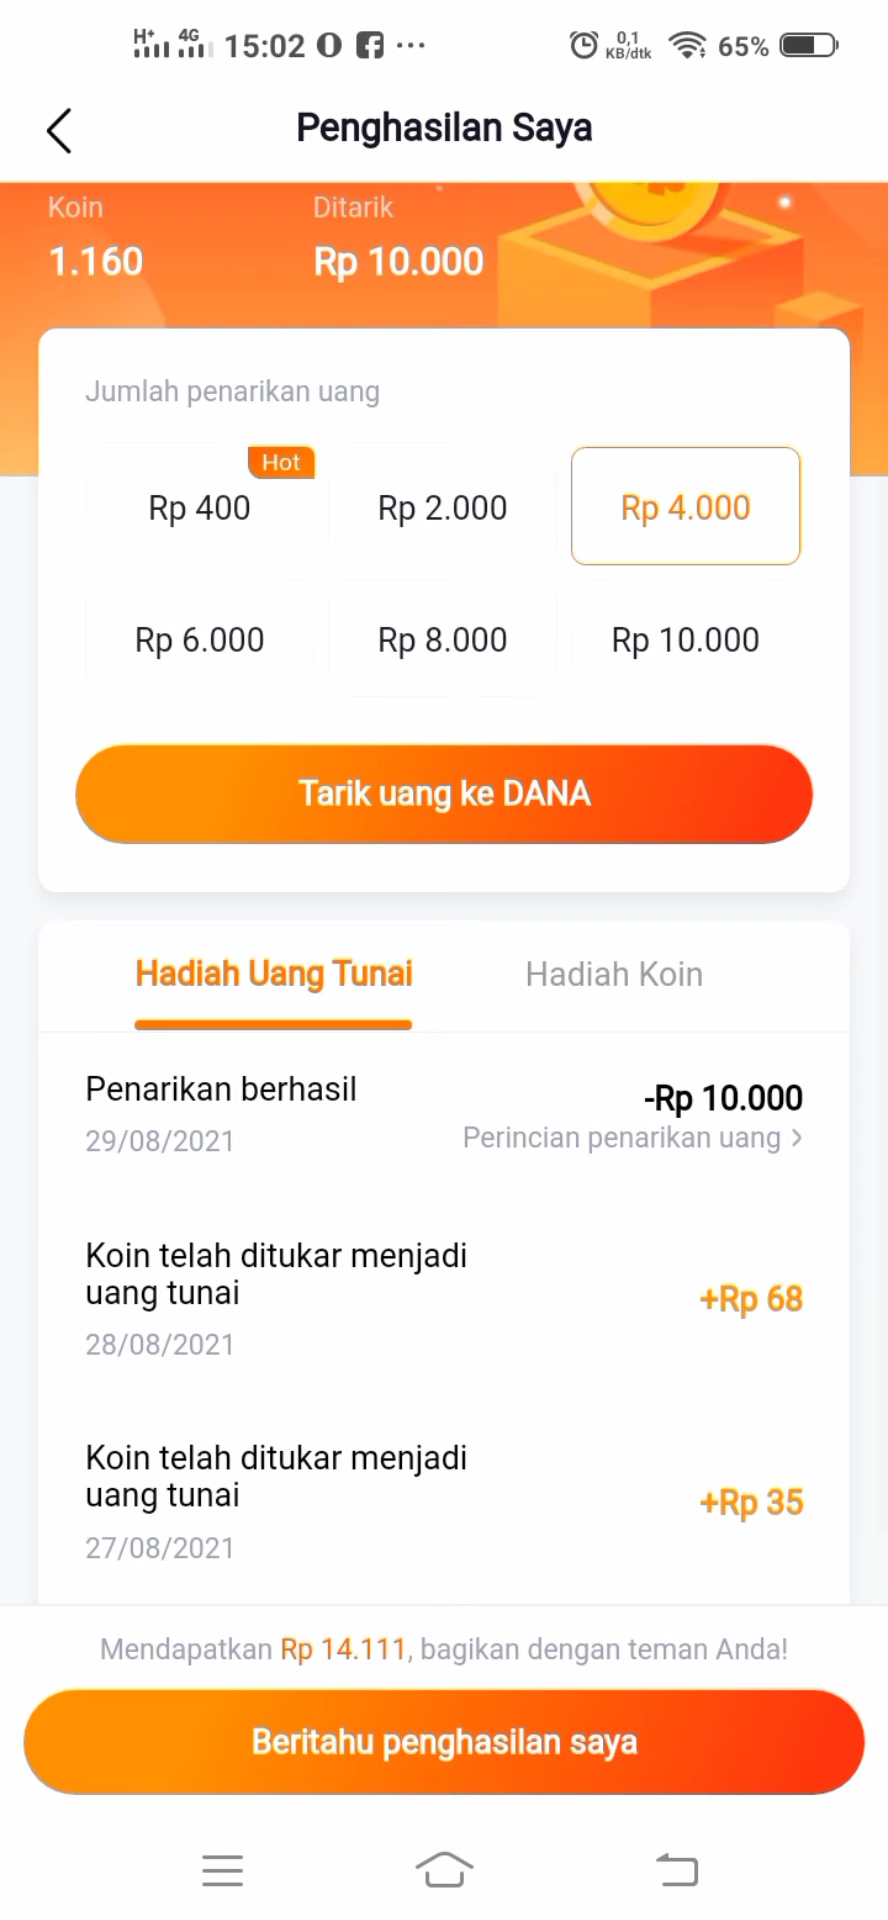 H+ 4G 15:02 ... 0,1 KB/dtk 65%
Penghasilan Saya
Koin Ditarik
1.160 Rp 10.000
Jumlah penarikan uang
Hot
Rp 400 Rp 2.000 Rp 4.000
Rp 6.000 Rp 8.000 Rp 10.000
Tarik uang ke DANA
Hadiah Uang Tunai Hadiah Koin
Penarikan berhasil -Rp 10.000
29/08/2021 Perincian penarikan uang >
Koin telah ditukar menjadi
uang tunai +Rp 68
28/08/2021
Koin telah ditukar menjadi
uang tunai +Rp 35
27/08/2021
Mendapatkan Rp 14.111, bagikan dengan teman Anda!
Beritahu penghasilan saya